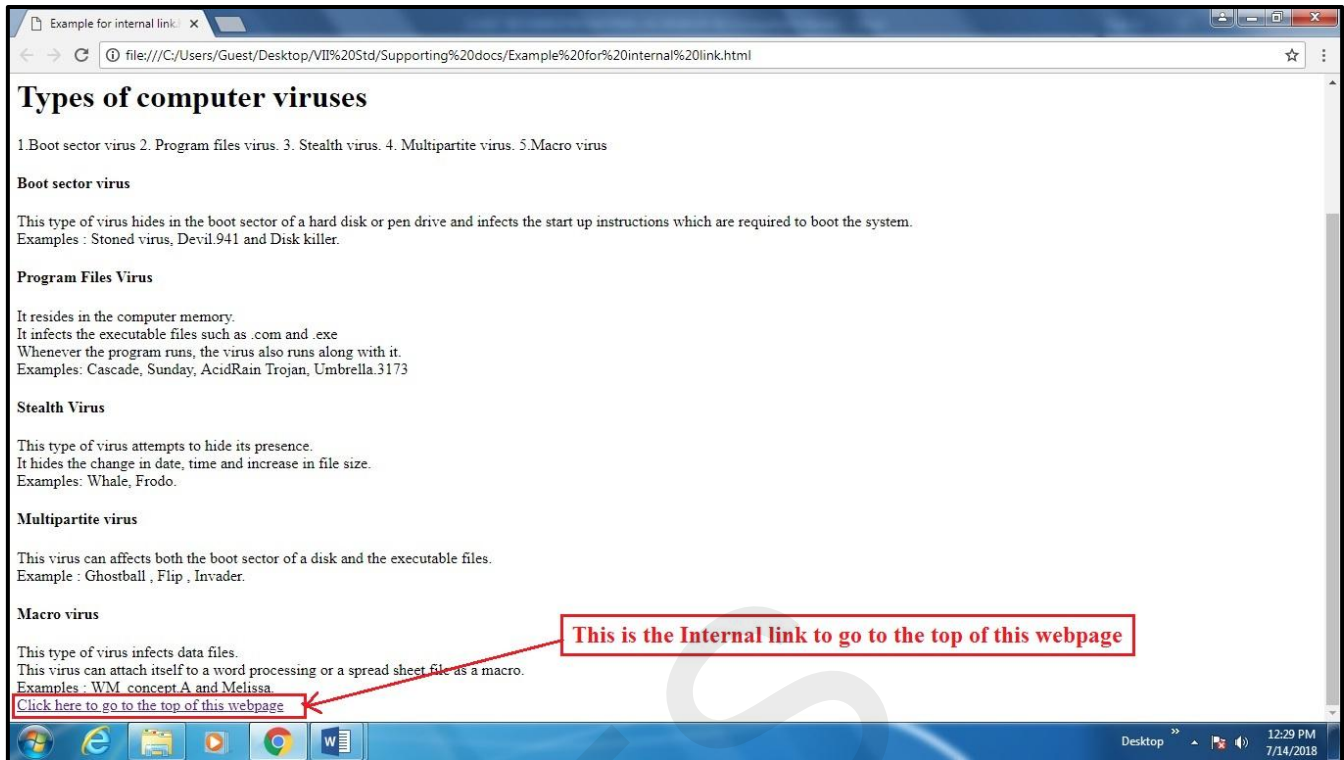 Example for internal link.
file:///C:/Users/Guest/Desktop/VII%20Std/Supporting%20docs/Example%20for%20internal%20link.html
Types of computer viruses
1.Boot sector virus 2. Program files virus. 3. Stealth virus. 4. Multipartite virus. 5.Macro virus
Boot sector virus
This type of virus hides in the boot sector of a hard disk or pen drive and infects the start up instructions which are required to boot the system.
Examples : Stoned virus, Devil.941 and Disk killer.
Program Files Virus
It resides in the computer memory.
It infects the executable files such as .com and .exe
Whenever the program runs, the virus also runs along with it.
Examples: Cascade, Sunday, AcidRain Trojan, Umbrella.3173
Stealth Virus
This type of virus attempts to hide its presence.
It hides the change in date, time and increase in file size.
Examples: Whale, Frodo.
Multipartite virus
This virus can affects both the boot sector of a disk and the executable files.
Example : Ghostball , Flip , Invader.
Macro virus
This is the Internal link to go to the top of this webpage
This type of virus infects data files.
This virus can attach itself to a word processing or a spread sheet file as a macro.
Examples : WM_concept.A and Melissa.
Click here to go to the top of this webpage
Desktop
12:29 PM
7/14/2018